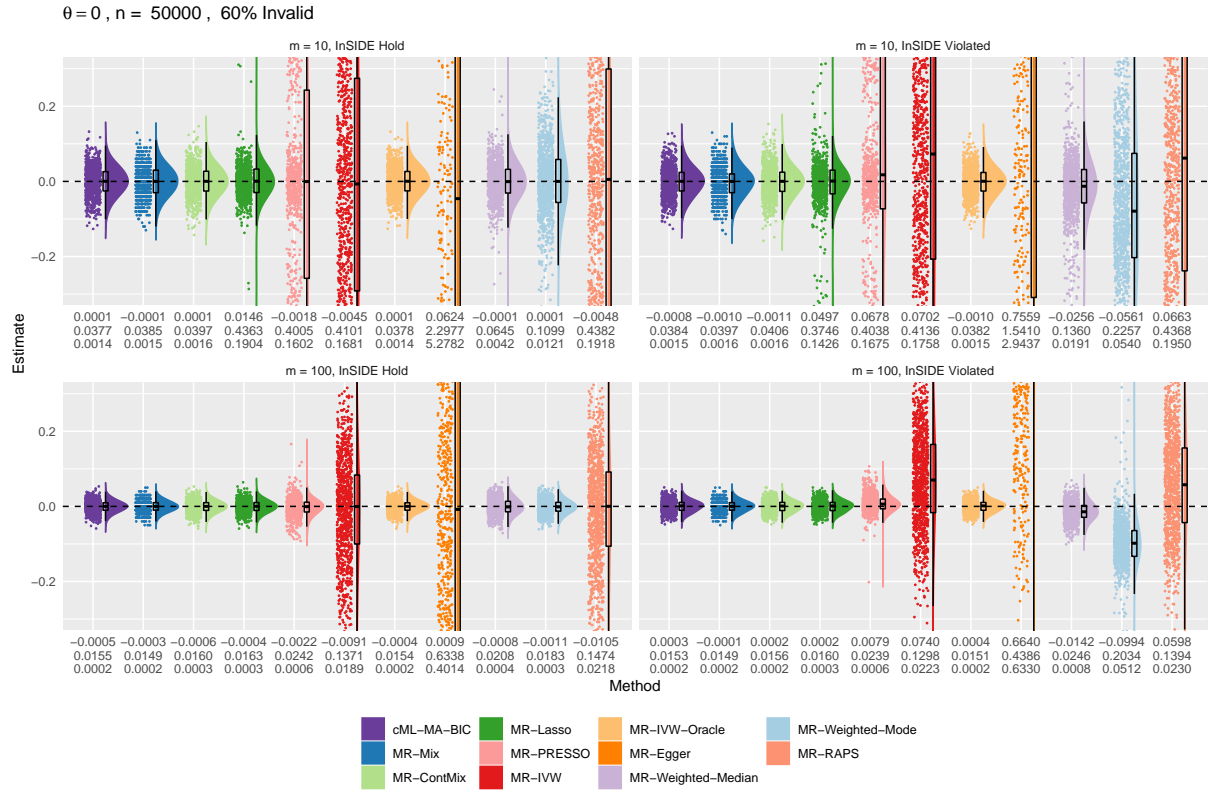 θ = 0 , n = 50000 , 60% Invalid
m = 10, InSIDE Hold
m = 10, InSIDE Violated
0.2
0.0
−0.2
0.0001 −0.0001 0.0001 0.0146 −0.0018 −0.0045 0.0001 0.0624 −0.0001 0.0001 −0.0048
0.0377 0.0385 0.0397 0.4363 0.4005 0.4101 0.0378 2.2977 0.0645 0.1099 0.4382
0.0014 0.0015 0.0016 0.1904 0.1602 0.1681 0.0014 5.2782 0.0042 0.0121 0.1918
−0.0008 −0.0010 −0.0011 0.0497 0.0678 0.0702 −0.0010 0.7559 −0.0256 −0.0561 0.0663
0.0384 0.0397 0.0406 0.3746 0.4038 0.4136 0.0382 1.5410 0.1360 0.2257 0.4368
0.0015 0.0016 0.0016 0.1426 0.1675 0.1758 0.0015 2.9437 0.0191 0.0540 0.1950
Estimate
m = 100, InSIDE Hold
m = 100, InSIDE Violated
0.2
0.0
−0.2
−0.0005 −0.0003 −0.0006 −0.0004 −0.0022 −0.0091 −0.0004 0.0009 −0.0008 −0.0011 −0.0105
0.0155 0.0149 0.0160 0.0163 0.0242 0.1371 0.0154 0.6338 0.0208 0.0183 0.1474
0.0002 0.0002 0.0003 0.0003 0.0006 0.0189 0.0002 0.4014 0.0004 0.0003 0.0218
0.0003 −0.0001 0.0002 0.0002 0.0079 0.0740 0.0004 0.6640 −0.0142 −0.0994 0.0598
0.0153 0.0149 0.0156 0.0160 0.0239 0.1298 0.0151 0.4386 0.0246 0.2034 0.1394
0.0002 0.0002 0.0002 0.0003 0.0006 0.0223 0.0002 0.6330 0.0008 0.0512 0.0230
Method
cML−MA−BIC
MR−Mix
MR−ContMix
MR−Lasso
MR−PRESSO
MR−IVW
MR−IVW−Oracle
MR−Egger
MR−Weighted−Median
MR−Weighted−Mode
MR−RAPS